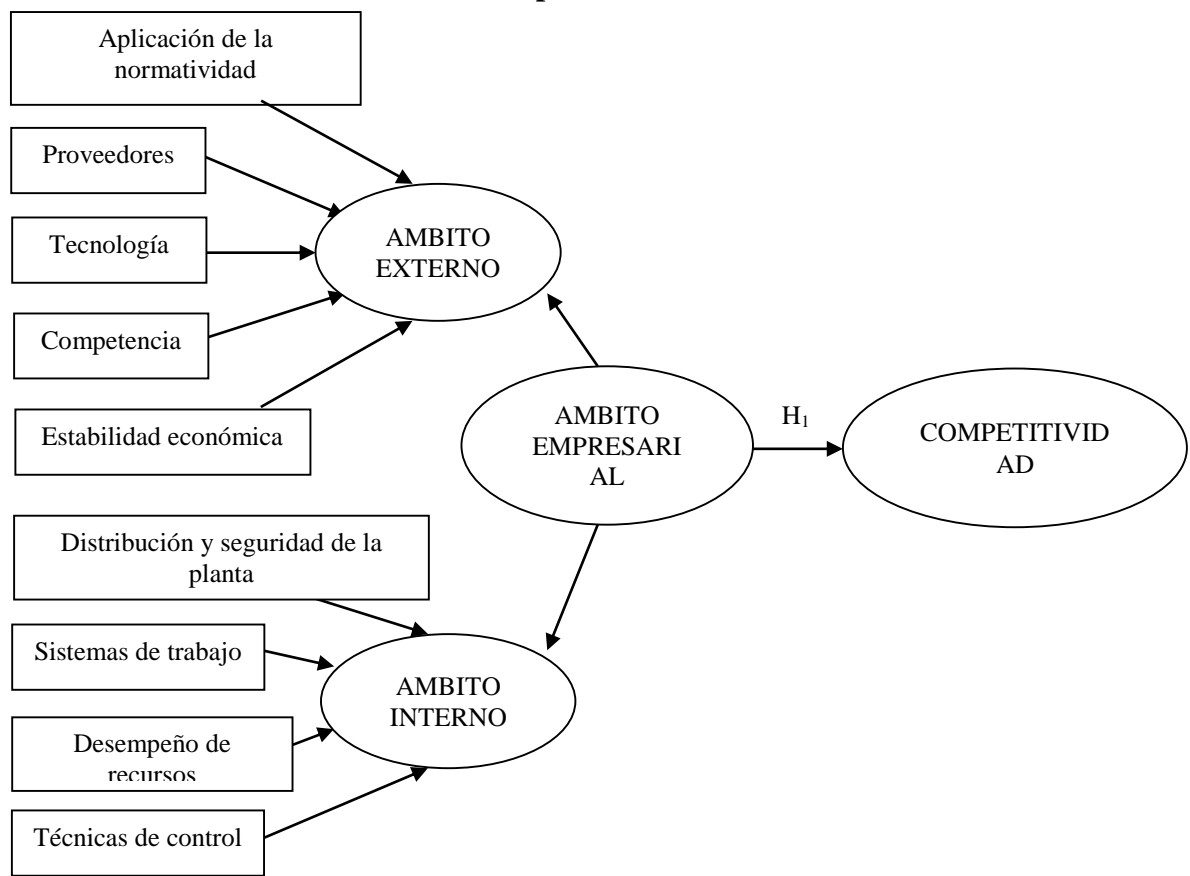 Aplicación de la
normatividad
Proveedores
Tecnología
Competencia
Estabilidad económica
AMBITO
EXTERNO
AMBITO
EMPRESARI
AL
H₁
COMPETITIVID
AD
Distribución y seguridad de la
planta
Sistemas de trabajo
Desempeño de
recursos
Técnicas de control
AMBITO
INTERNO